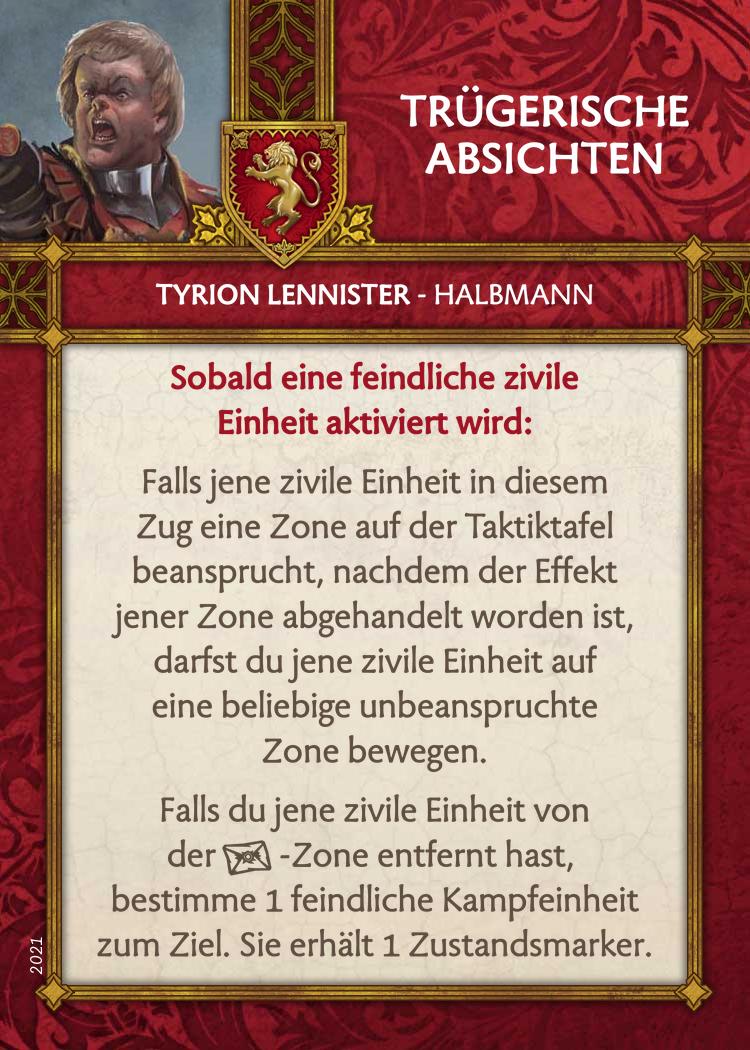 TRÜGERISCHE
ABSICHTEN
TYRION LENNISTER - HALBMANN
Sobald eine feindliche zivile
Einheit aktiviert wird:
Falls jene zivile Einheit in diesem
Zug eine Zone auf der Taktiktafel
beansprucht, nachdem der Effekt
jener Zone abgehandelt worden ist,
darfst du jene zivile Einheit auf
eine beliebige unbeanspruchte
Zone bewegen.
Falls du jene zivile Einheit von
der -Zone entfernt hast,
bestimme 1 feindliche Kampfeinheit
zum Ziel. Sie erhält 1 Zustandsmarker.
2021